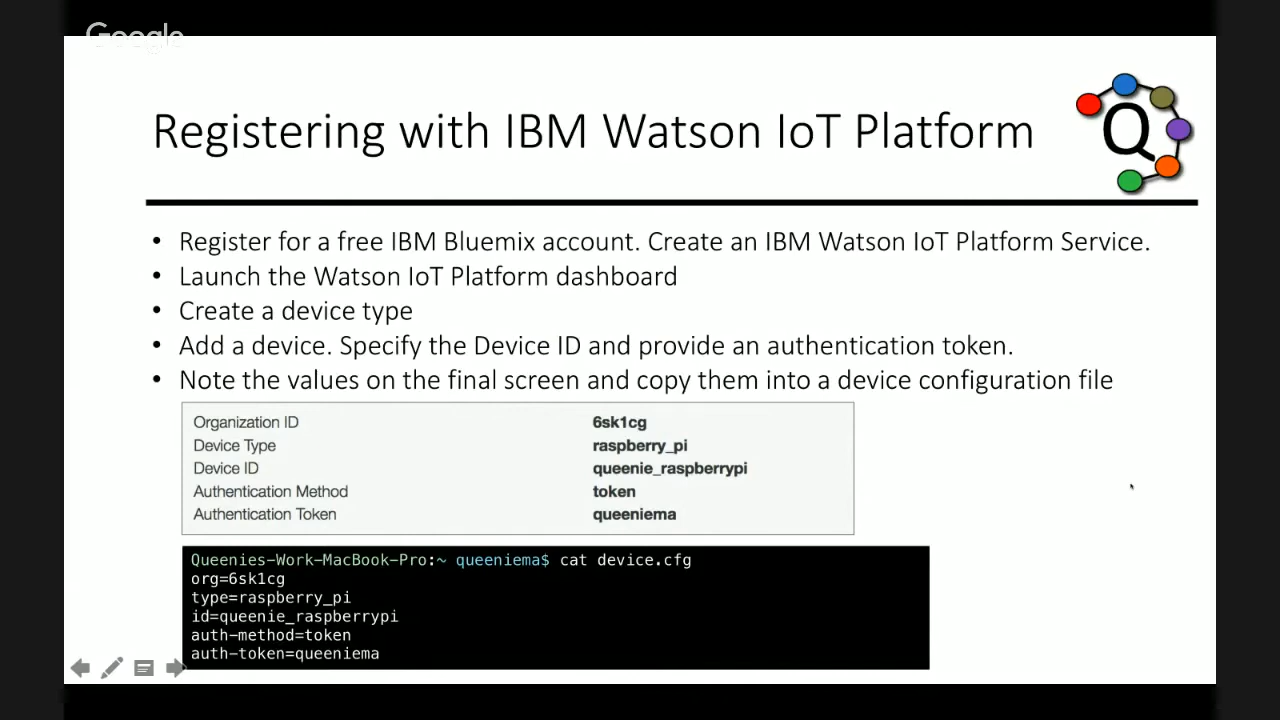 Google
Registering with IBM Watson IoT Platform
Q
• Register for a free IBM Bluemix account. Create an IBM Watson IoT Platform Service.
• Launch the Watson IoT Platform dashboard
• Create a device type
• Add a device. Specify the Device ID and provide an authentication token.
• Note the values on the final screen and copy them into a device configuration file
Organization ID 6sk1cg
Device Type raspberry_pi
Device ID queenie_raspberrypi
Authentication Method token
Authentication Token queeniema
Queenies-Work-MacBook-Pro:~ queeniema$ cat device.cfg
org=6sk1cg
type=raspberry_pi
id=queenie_raspberrypi
auth-method=token
auth-token=queeniema